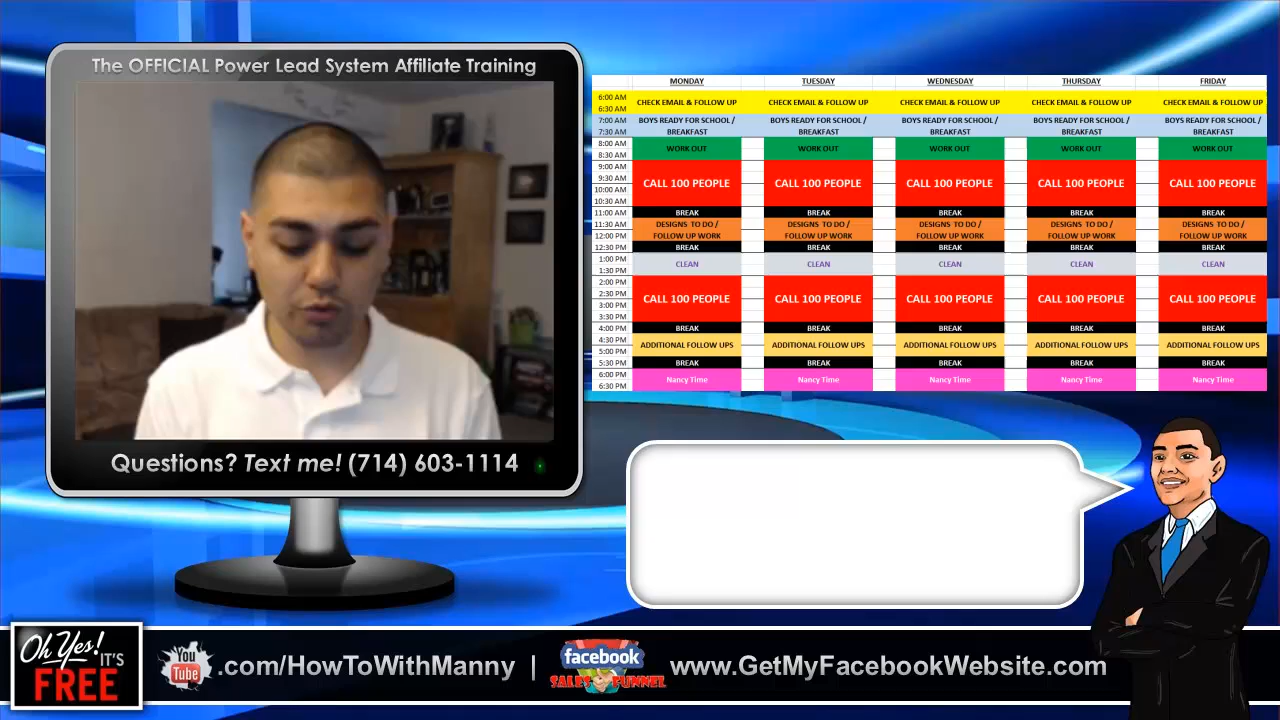 The OFFICIAL Power Lead System Affiliate Training
Questions? Text me! (714) 603-1114
MONDAY TUESDAY WEDNESDAY THURSDAY FRIDAY
6:00 AM
CHECK EMAIL & FOLLOW UP CHECK EMAIL & FOLLOW UP CHECK EMAIL & FOLLOW UP CHECK EMAIL & FOLLOW UP CHECK EMAIL & FOLLOW UP
6:30 AM
7:00 AM BOYS READY FOR SCHOOL / BOYS READY FOR SCHOOL / BOYS READY FOR SCHOOL / BOYS READY FOR SCHOOL / BOYS READY FOR SCHOOL /
7:30 AM BREAKFAST BREAKFAST BREAKFAST BREAKFAST BREAKFAST
8:00 AM
WORK OUT WORK OUT WORK OUT WORK OUT WORK OUT
8:30 AM
9:00 AM
9:30 AM
CALL 100 PEOPLE CALL 100 PEOPLE CALL 100 PEOPLE CALL 100 PEOPLE CALL 100 PEOPLE
10:00 AM
10:30 AM
11:00 AM BREAK BREAK BREAK BREAK BREAK
11:30 AM DESIGNS TO DO / DESIGNS TO DO / DESIGNS TO DO / DESIGNS TO DO / DESIGNS TO DO /
12:00 PM FOLLOW UP WORK FOLLOW UP WORK FOLLOW UP WORK FOLLOW UP WORK FOLLOW UP WORK
12:30 PM BREAK BREAK BREAK BREAK BREAK
1:00 PM
CLEAN CLEAN CLEAN CLEAN CLEAN
1:30 PM
2:00 PM
2:30 PM
CALL 100 PEOPLE CALL 100 PEOPLE CALL 100 PEOPLE CALL 100 PEOPLE CALL 100 PEOPLE
3:00 PM
3:30 PM
4:00 PM BREAK BREAK BREAK BREAK BREAK
4:30 PM
ADDITIONAL FOLLOW UPS ADDITIONAL FOLLOW UPS ADDITIONAL FOLLOW UPS ADDITIONAL FOLLOW UPS ADDITIONAL FOLLOW UPS
5:00 PM
5:30 PM BREAK BREAK BREAK BREAK BREAK
6:00 PM
Nancy Time Nancy Time Nancy Time Nancy Time Nancy Time
6:30 PM
Oh Yes! IT'S
FREE
You
Tube .com/HowToWithManny | facebook www.GetMyFacebookWebsite.com
SALES FUNNEL